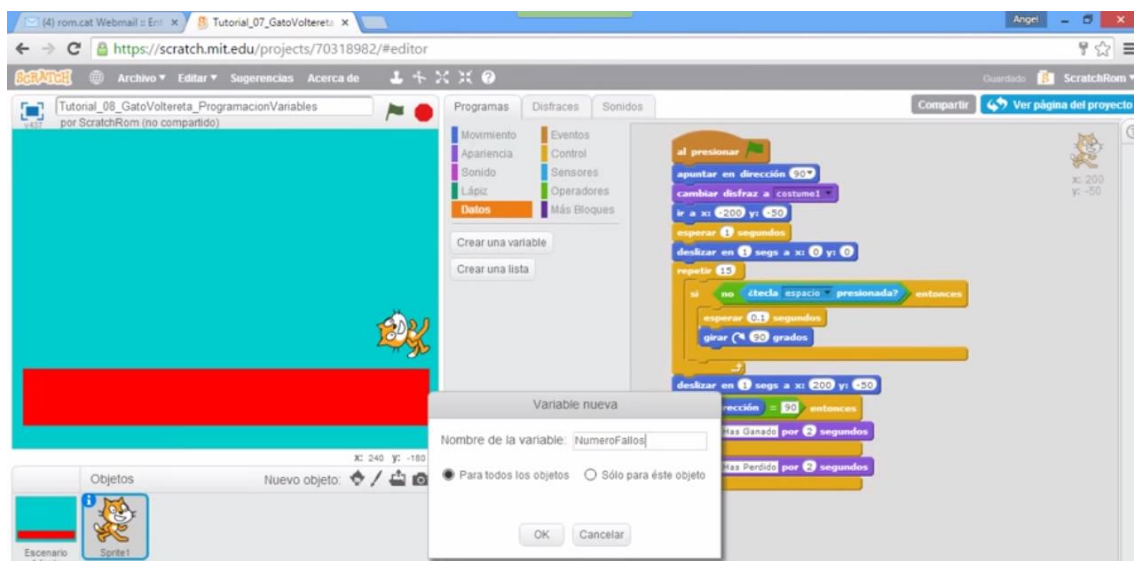 (4) rom.cat Webmail :: En
Tutorial_07_GatoVoltereta
Angel
https://scratch.mit.edu/projects/70318982/#editor
SCRATCH
Archivo Editar Sugerencias Acerca de
Guardado
ScratchRom
Tutorial_08_GatoVoltereta_ProgramacionVariables
por ScratchRom (no compartido)
v437
Programas
Disfraces
Sonidos
Compartir
Ver página del proyecto
Movimiento
Eventos
Apariencia
Control
Sonido
Sensores
Lápiz
Operadores
Datos
Más Bloques
Crear una variable
Crear una lista
al presionar
apuntar en dirección 90
cambiar disfraz a costume1
ir a x: -200 y: -50
esperar 1 segundos
deslizar en 1 segs a x: 0 y: 0
repetir 15
si no ¿tecla espacio presionada? entonces
esperar 0.1 segundos
girar 90 grados
deslizar en 1 segs a x: 200 y: -50
rección = 90 entonces
Has Ganado por 2 segundos
Has Perdido por 2 segundos
x: 200
y: -50
Variable nueva
Nombre de la variable: NumeroFallos
Para todos los objetos
Sólo para éste objeto
OK
Cancelar
x: 240 y: -180
Objetos
Nuevo objeto:
Escenario
Sprite1